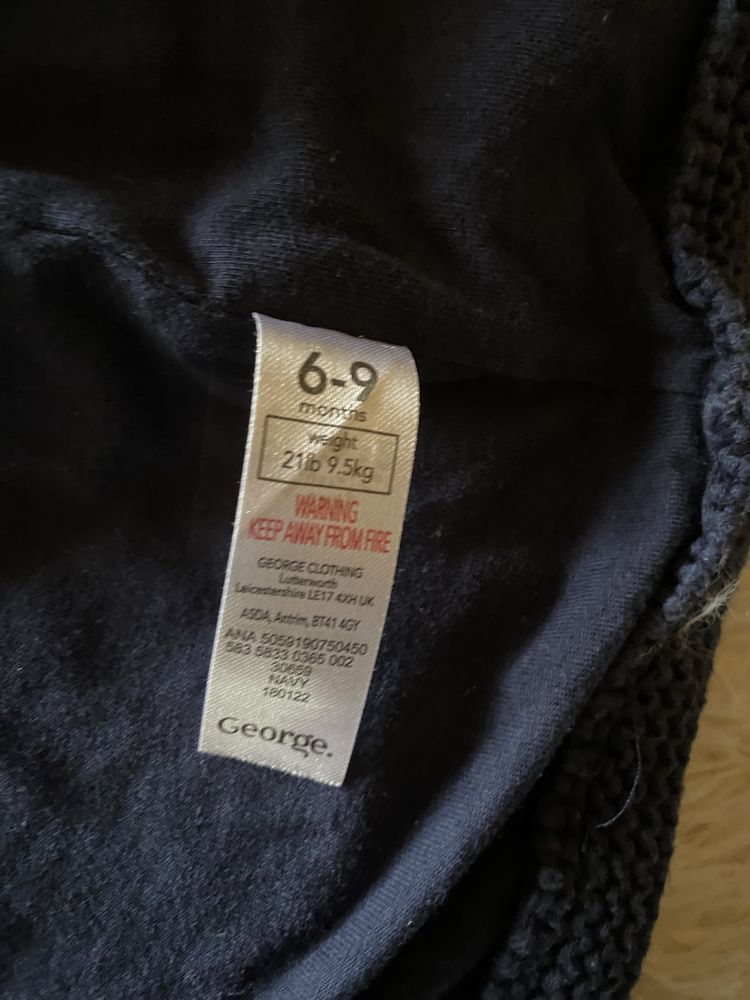 6-9
months
weight
21lb 9.5kg
WARNING
KEEP AWAY FROM FIRE
GEORGE CLOTHING
Lutterworth
Leicestershire LE17 4XH UK
ASDA, Antrim, BT41 4GY
ANA 5059190750450
583 5833 0365 002
30659
NAVY
180122
George.